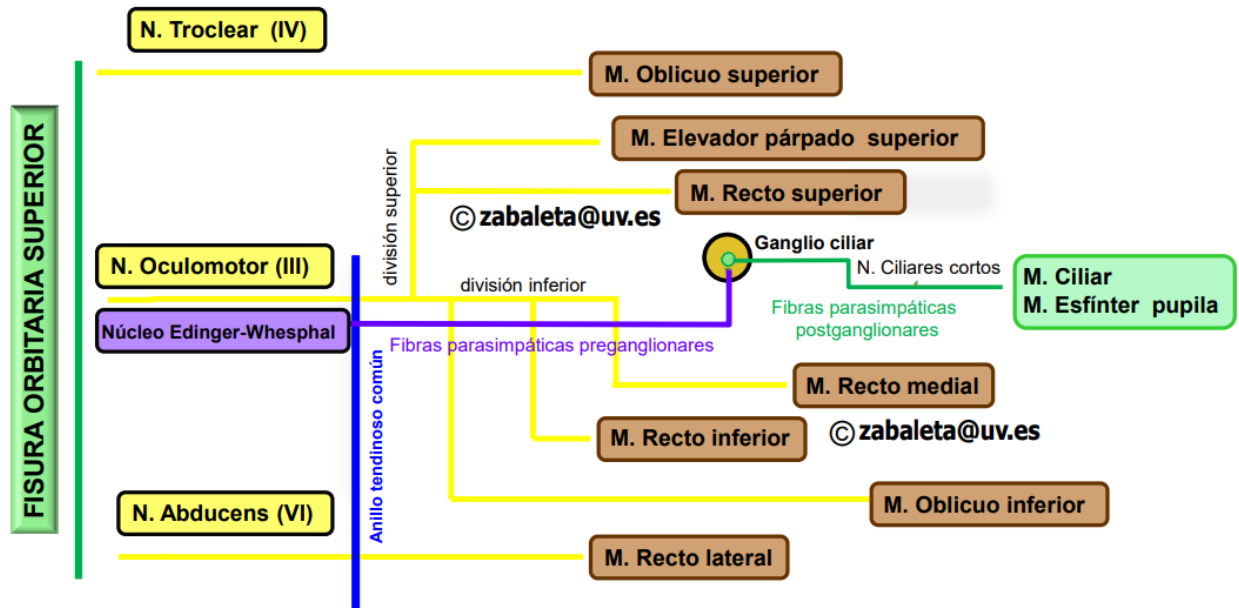 N. Troclear (IV)
M. Oblicuo superior
M. Elevador párpado superior
división superior
M. Recto superior
© zabaleta@uv.es
FISURA ORBITARIA SUPERIOR
N. Oculomotor (III)
Ganglio ciliar
N. Ciliares cortos
M. Ciliar
M. Esfínter pupila
división inferior
Fibras parasimpáticas
postganglionares
Núcleo Edinger-Whesphal
Fibras parasimpáticas preganglionares
Anillo tendinoso común
M. Recto medial
M. Recto inferior
© zabaleta@uv.es
N. Abducens (VI)
M. Oblicuo inferior
M. Recto lateral